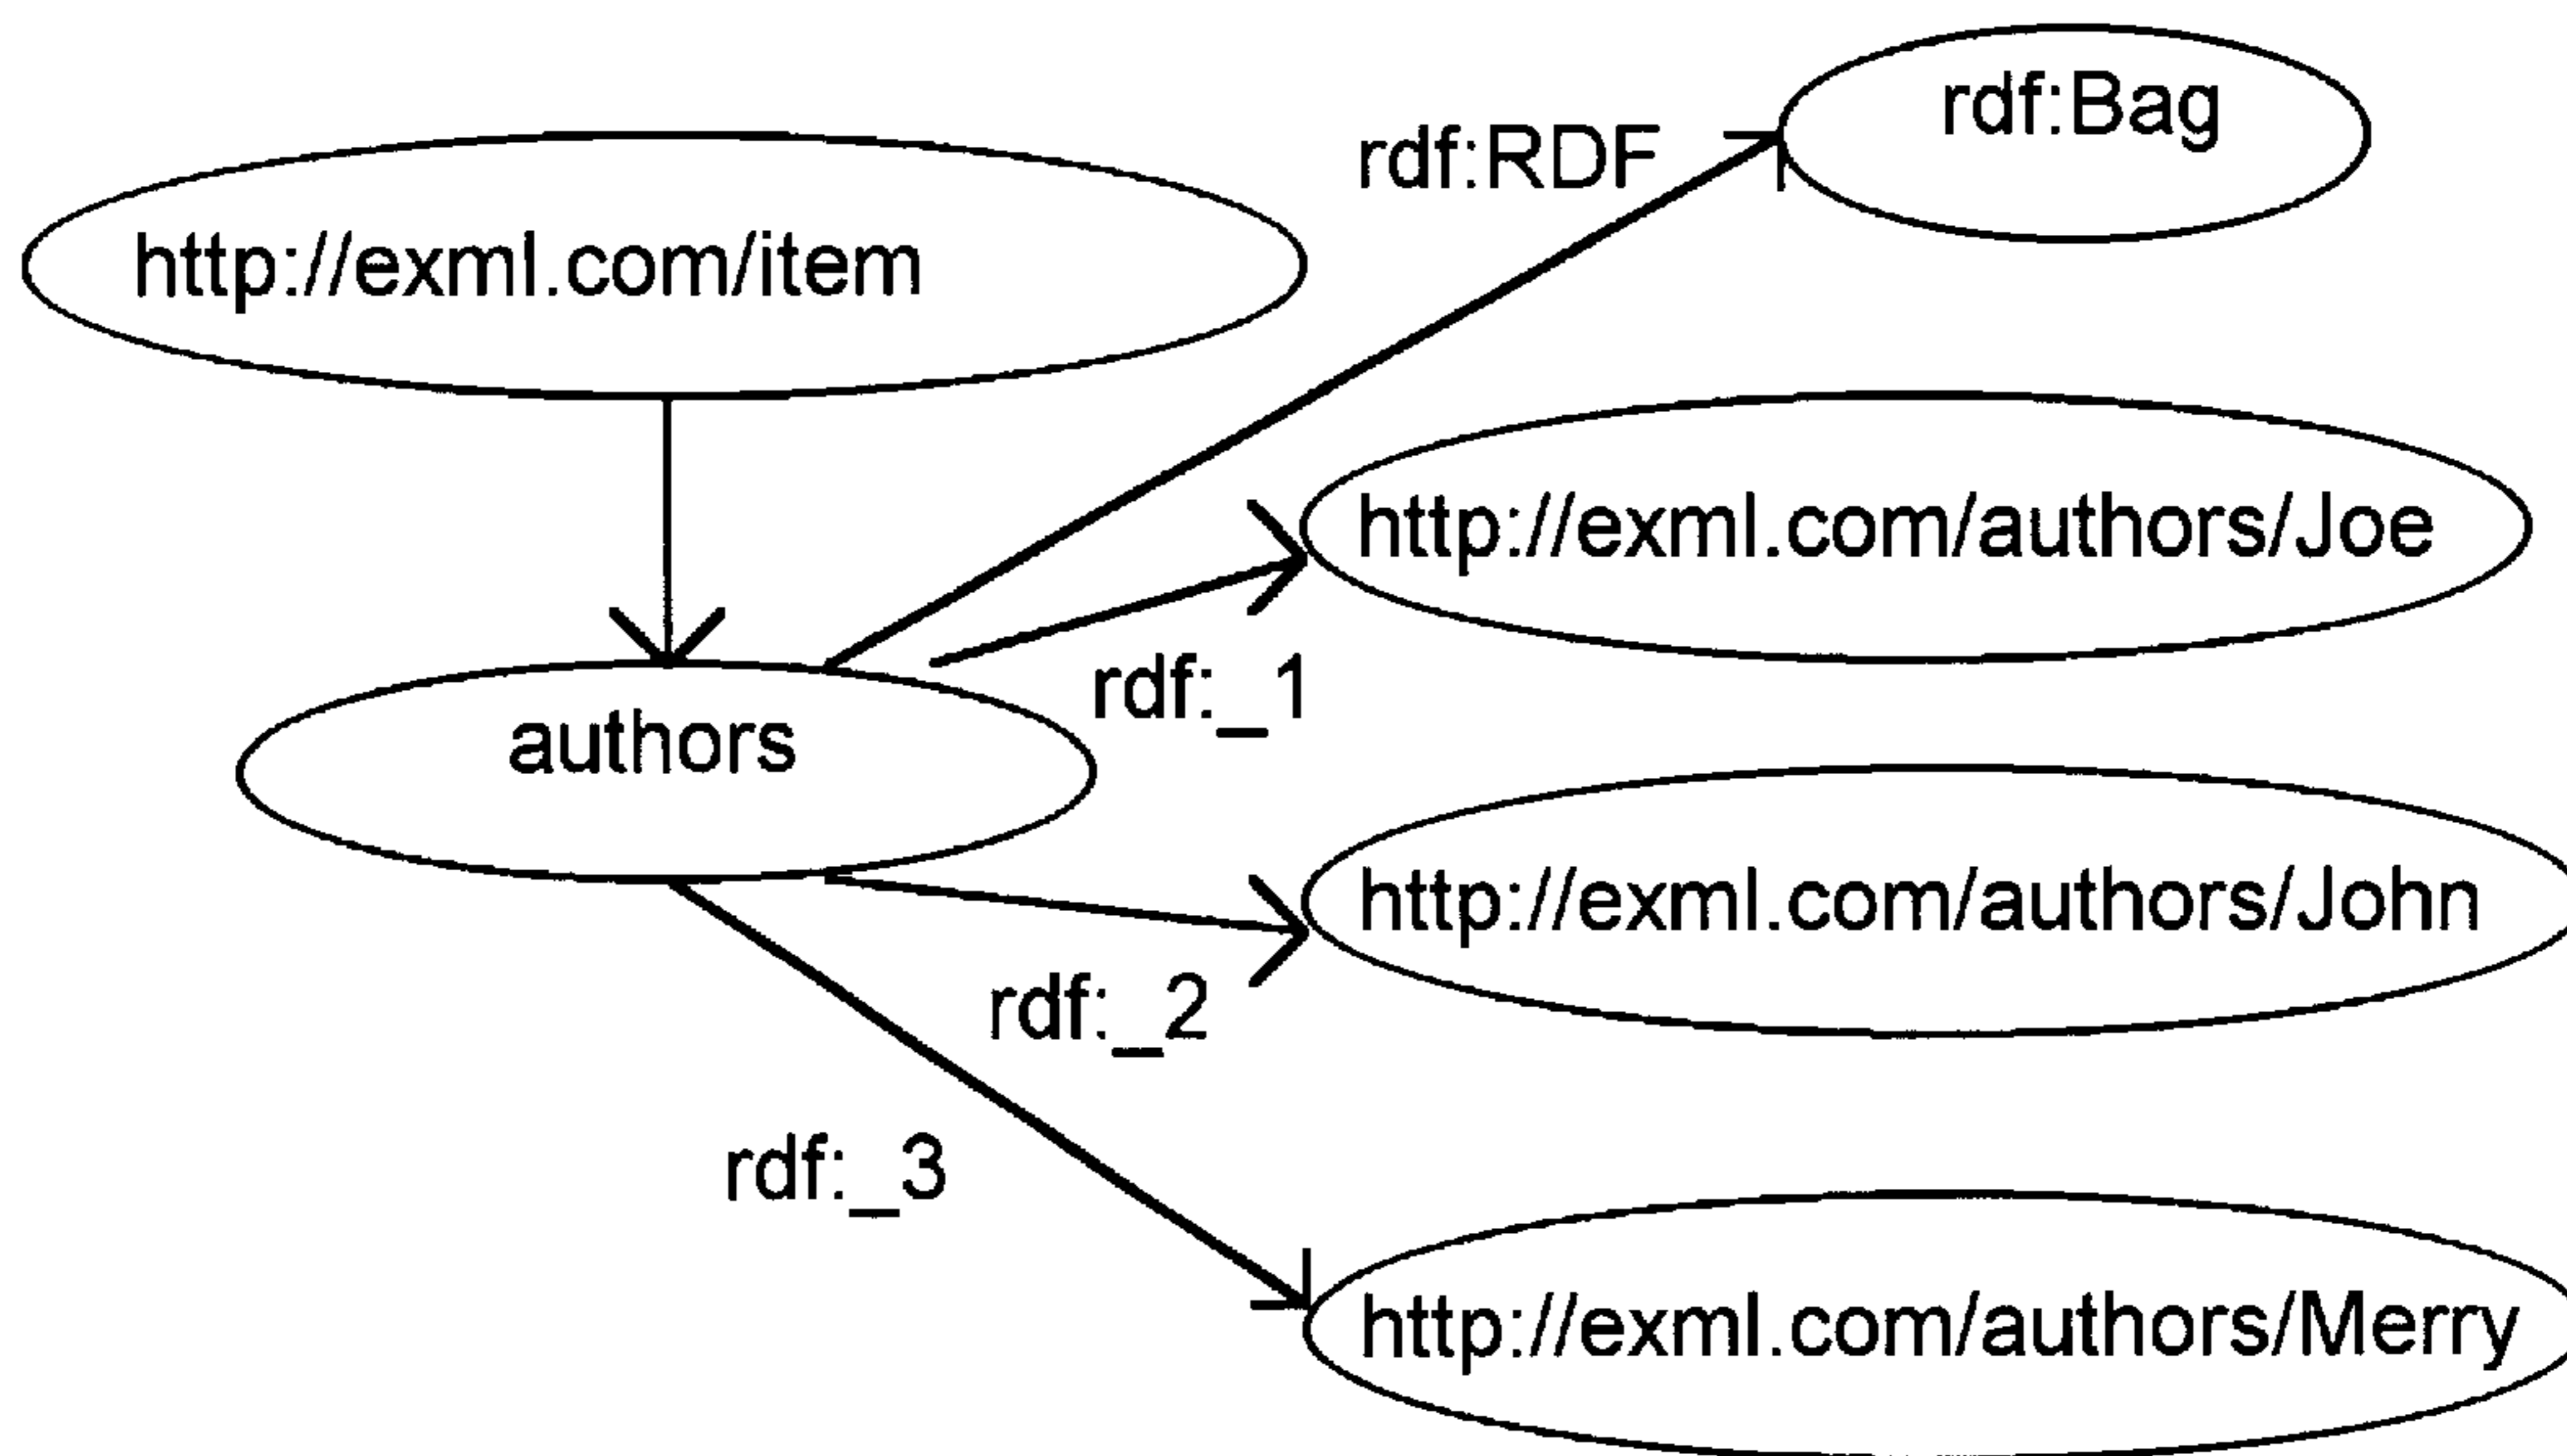 rdf:Bag
rdf:RDF
http://exml.com/item
http://exml.com/authors/Joe
rdf:_1
authors
http://exml.com/authors/John
rdf:_2
rdf:_3
http://exml.com/authors/Merry